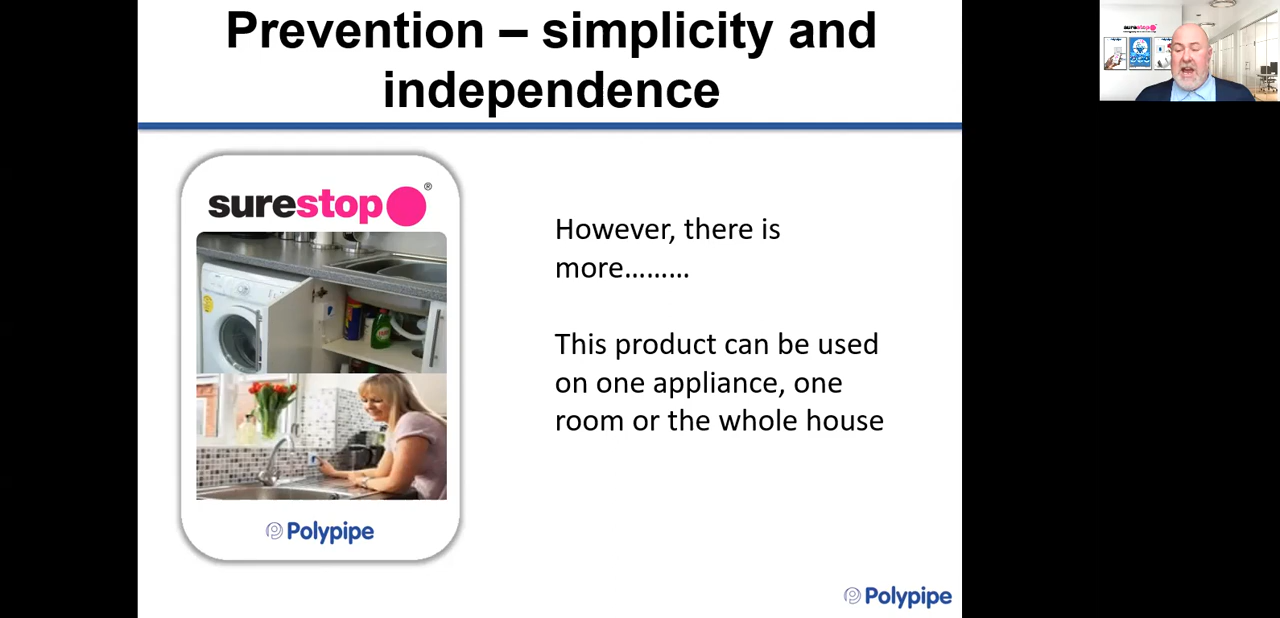 Prevention – simplicity and
independence
surestop®
However, there is
more………
This product can be used
on one appliance, one
room or the whole house
Polypipe
Polypipe
surestop